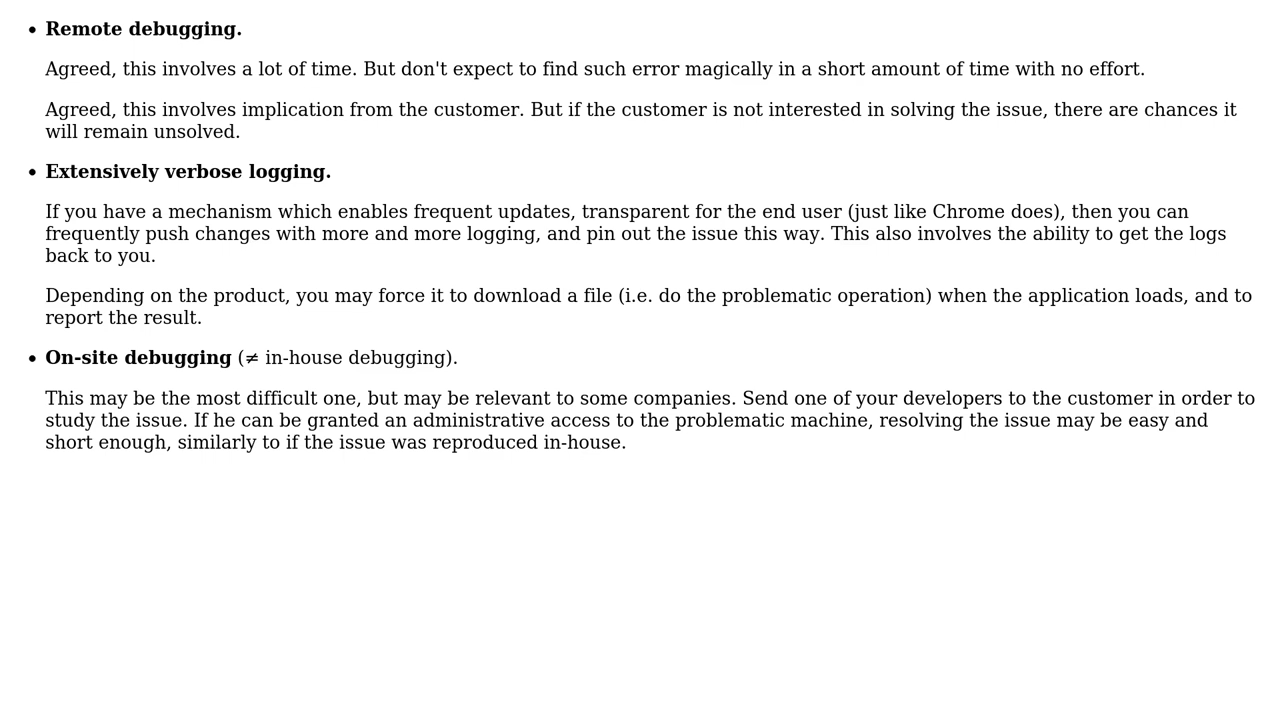 • Remote debugging.
Agreed, this involves a lot of time. But don't expect to find such error magically in a short amount of time with no effort.
Agreed, this involves implication from the customer. But if the customer is not interested in solving the issue, there are chances it
will remain unsolved.
• Extensively verbose logging.
If you have a mechanism which enables frequent updates, transparent for the end user (just like Chrome does), then you can
frequently push changes with more and more logging, and pin out the issue this way. This also involves the ability to get the logs
back to you.
Depending on the product, you may force it to download a file (i.e. do the problematic operation) when the application loads, and to
report the result.
• On-site debugging (≠ in-house debugging).
This may be the most difficult one, but may be relevant to some companies. Send one of your developers to the customer in order to
study the issue. If he can be granted an administrative access to the problematic machine, resolving the issue may be easy and
short enough, similarly to if the issue was reproduced in-house.